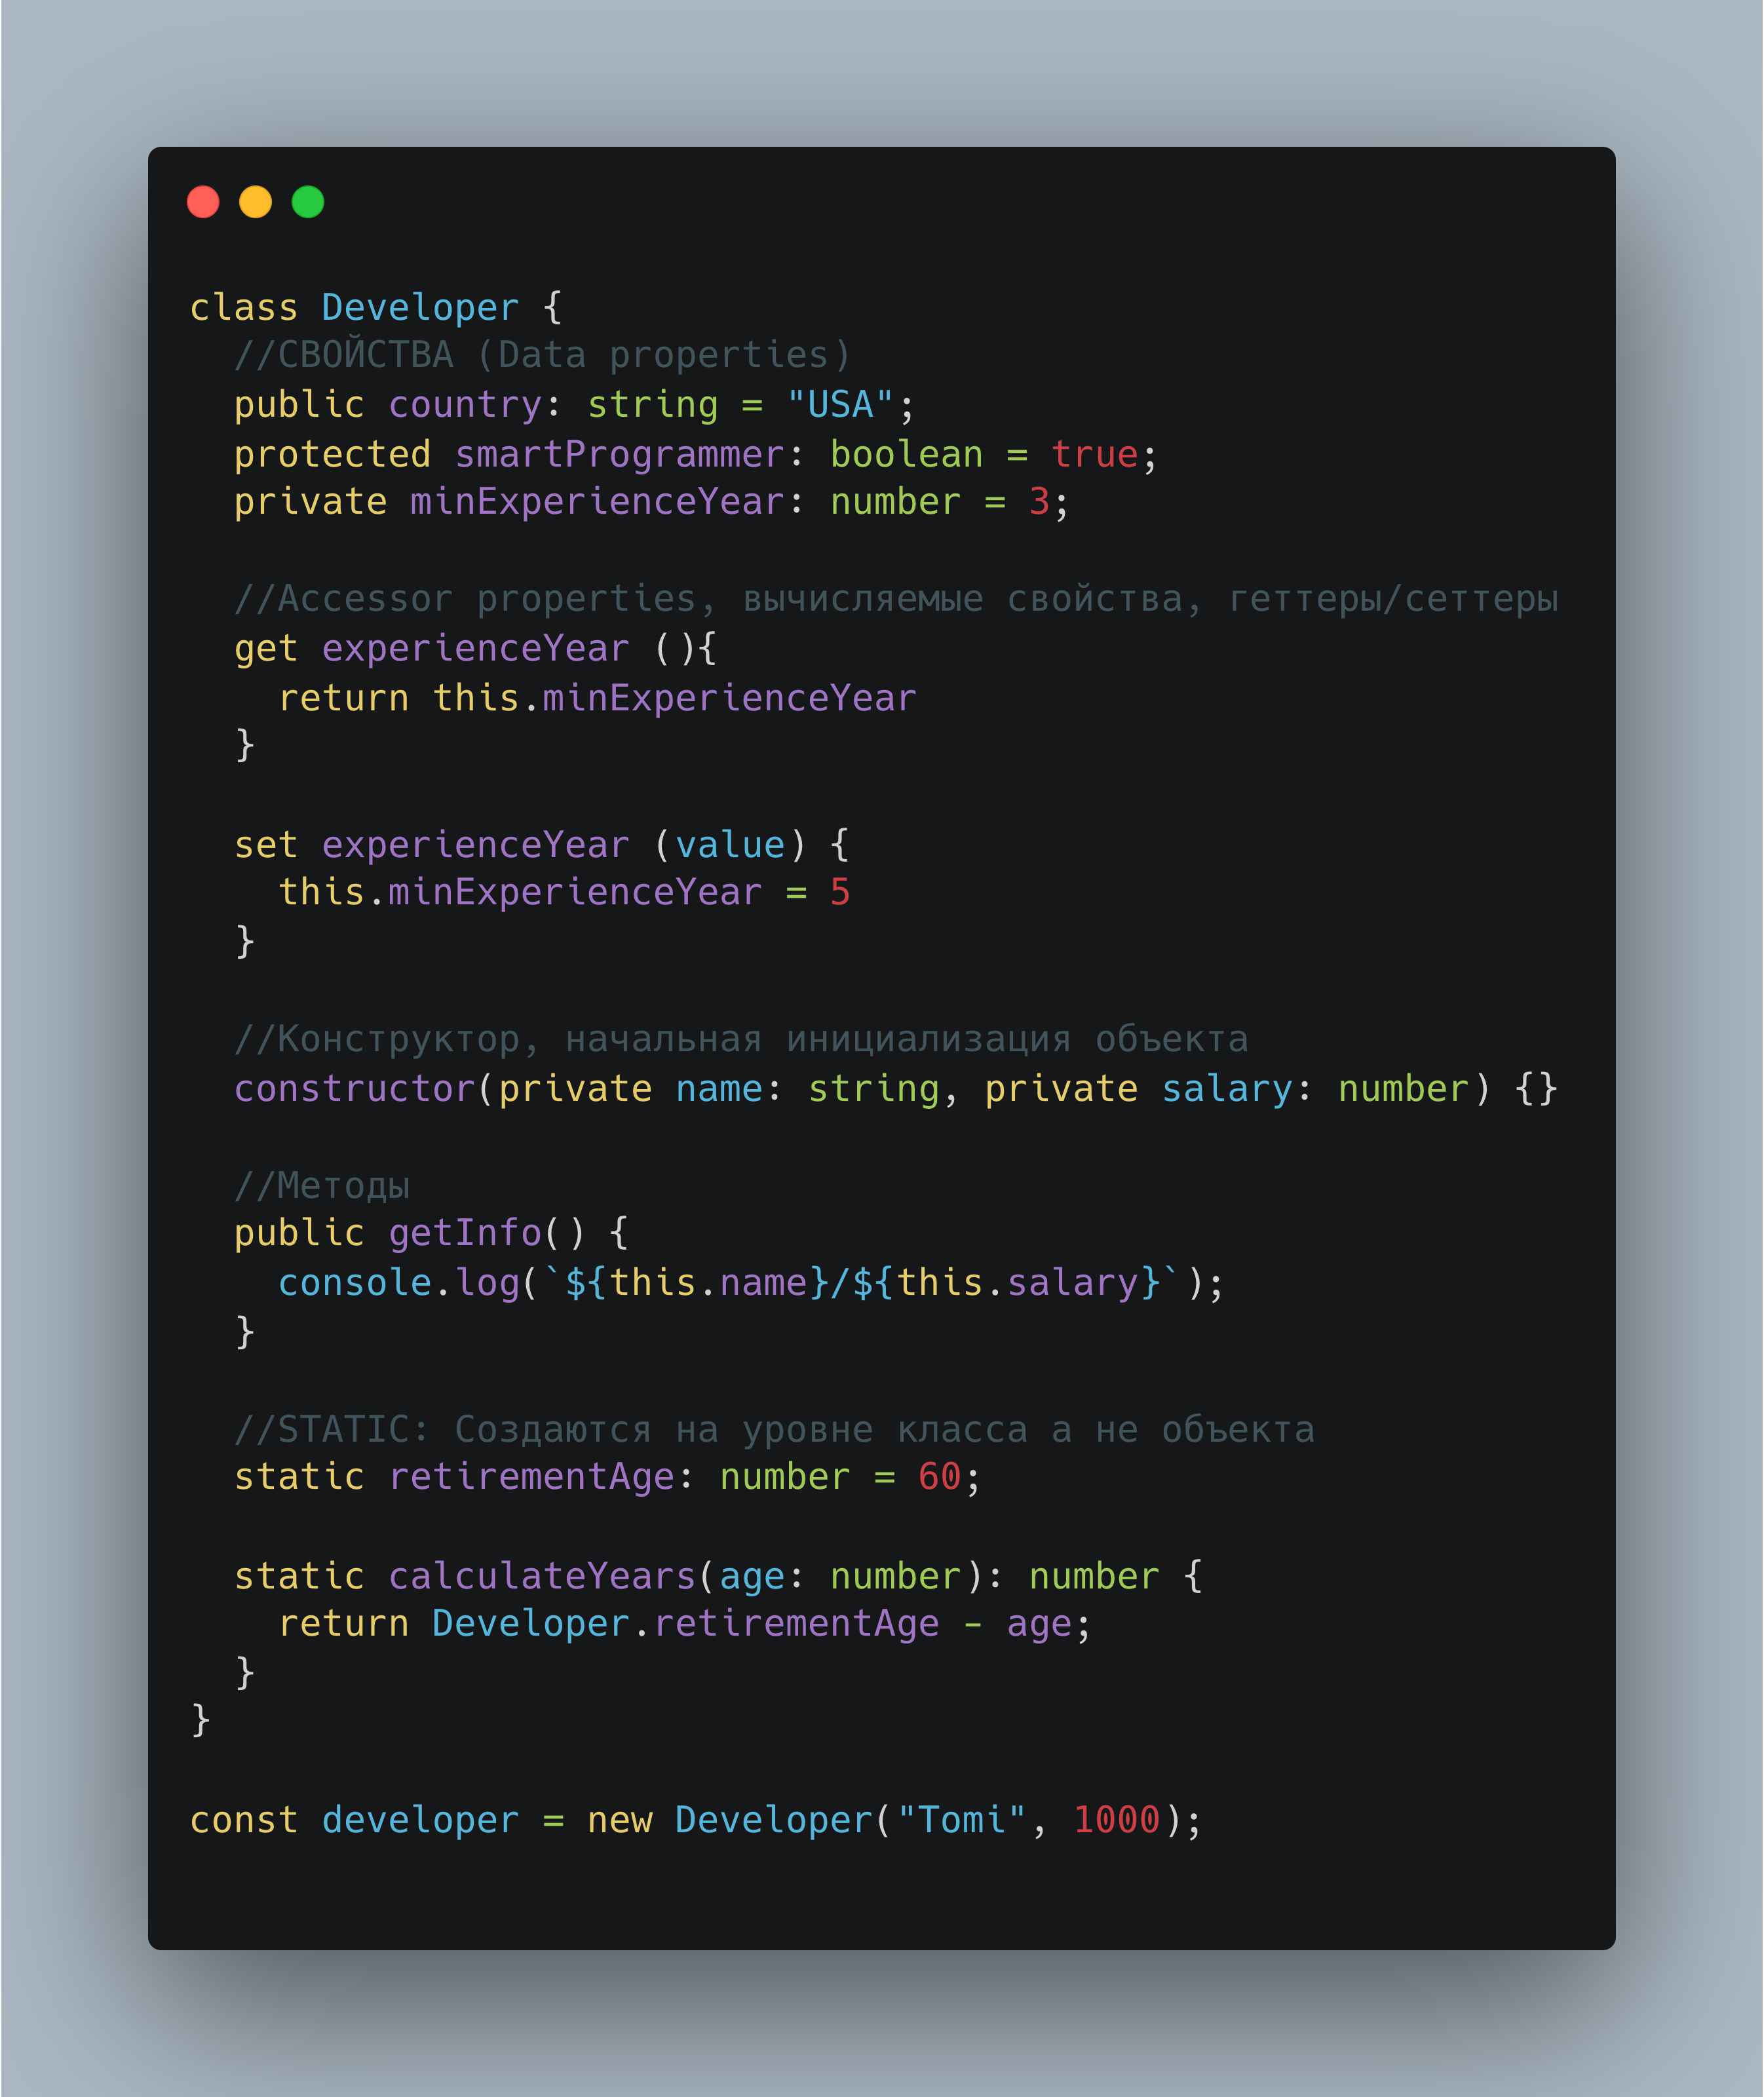 class Developer {
  //СВОЙСТВА (Data properties)
  public country: string = "USA";
  protected smartProgrammer: boolean = true;
  private minExperienceYear: number = 3;

  //Accessor properties, вычисляемые свойства, геттеры/сеттеры
  get experienceYear (){
    return this.minExperienceYear
  }

  set experienceYear (value) {
    this.minExperienceYear = 5
  }

  //Конструктор, начальная инициализация объекта
  constructor(private name: string, private salary: number) {}

  //Методы
  public getInfo() {
    console.log(`${this.name}/${this.salary}`);
  }

  //STATIC: Создаются на уровне класса а не объекта
  static retirementAge: number = 60;

  static calculateYears(age: number): number {
    return Developer.retirementAge - age;
  }
}

const developer = new Developer("Tomi", 1000);